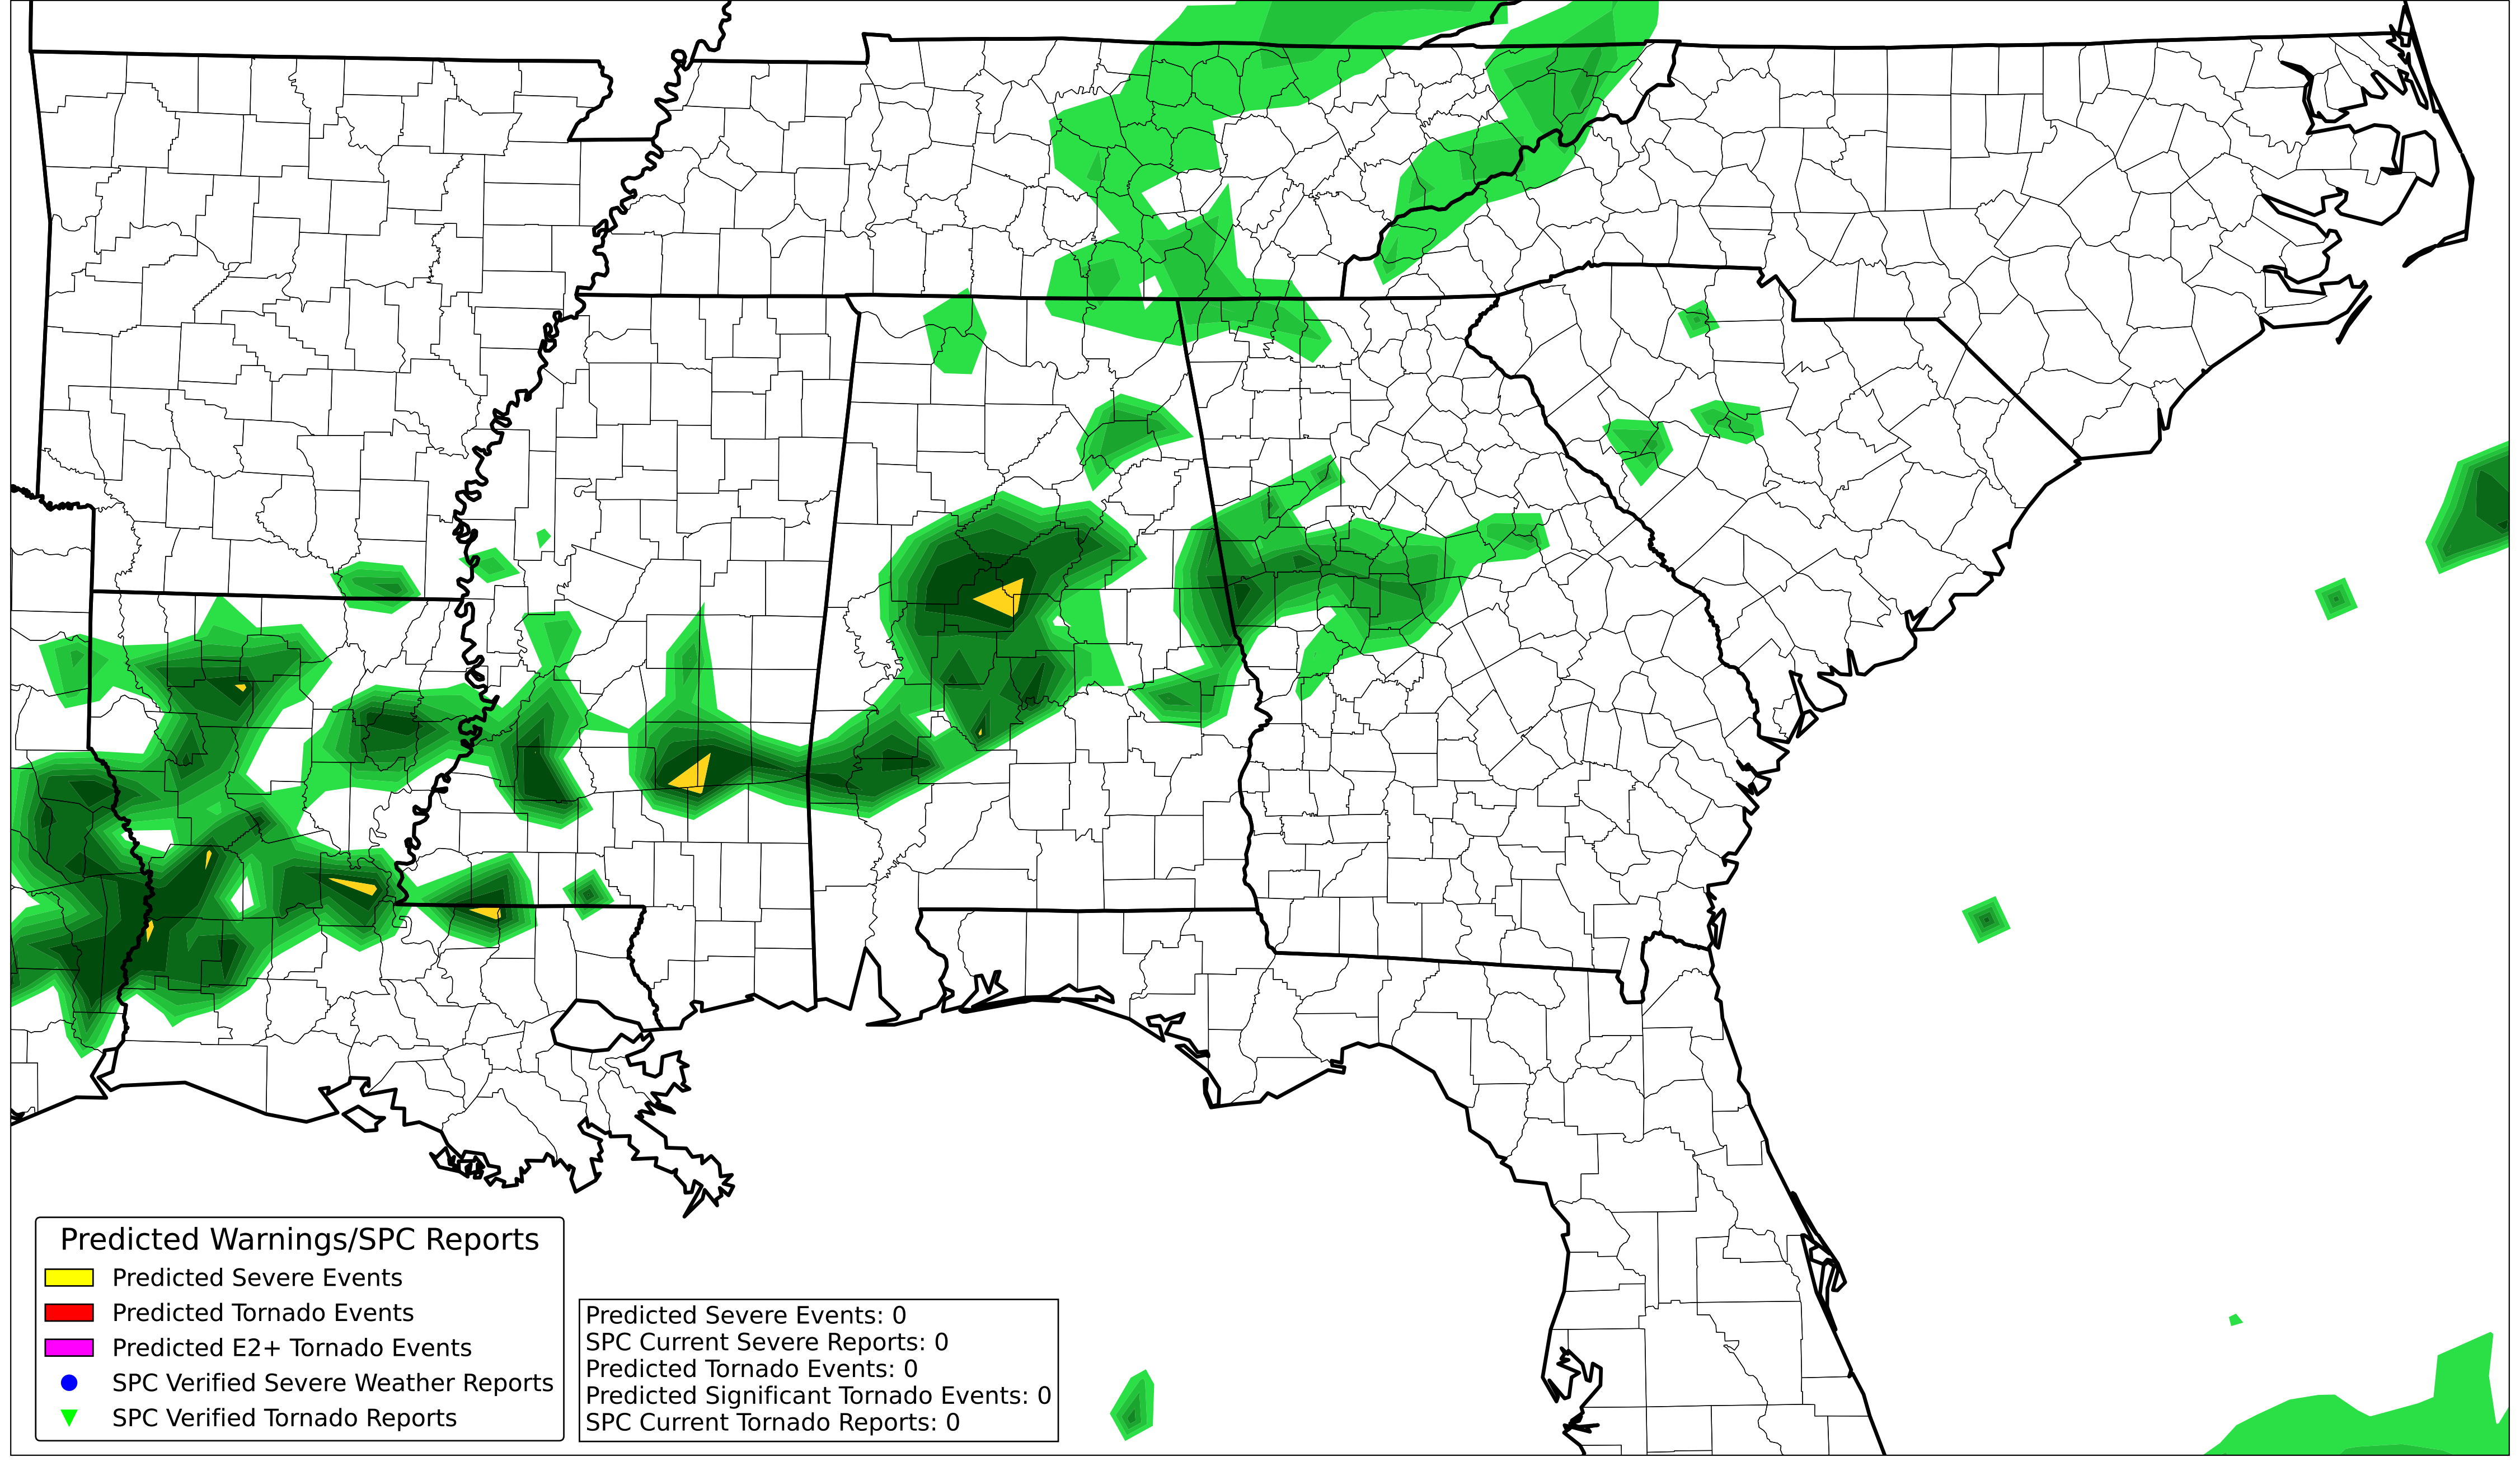 Predicted Warnings/SPC Reports
Predicted Severe Events
Predicted Tornado Events
Predicted E2+ Tornado Events
SPC Verified Severe Weather Reports
SPC Verified Tornado Reports
Predicted Severe Events: 0
SPC Current Severe Reports: 0
Predicted Tornado Events: 0
Predicted Significant Tornado Events: 0
SPC Current Tornado Reports: 0